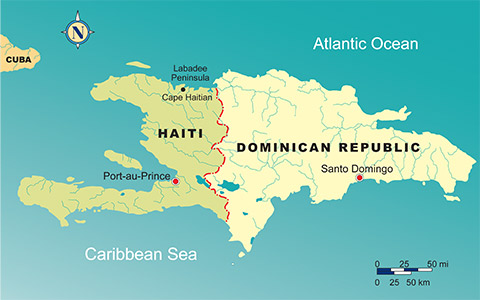 N
Atlantic Ocean
CUBA
Labadee
Peninsula
Cape Haitian
HAITI
DOMINICAN REPUBLIC
Port-au-Prince
Santo Domingo
Caribbean Sea
0 25 50 mi
0 25 50 km